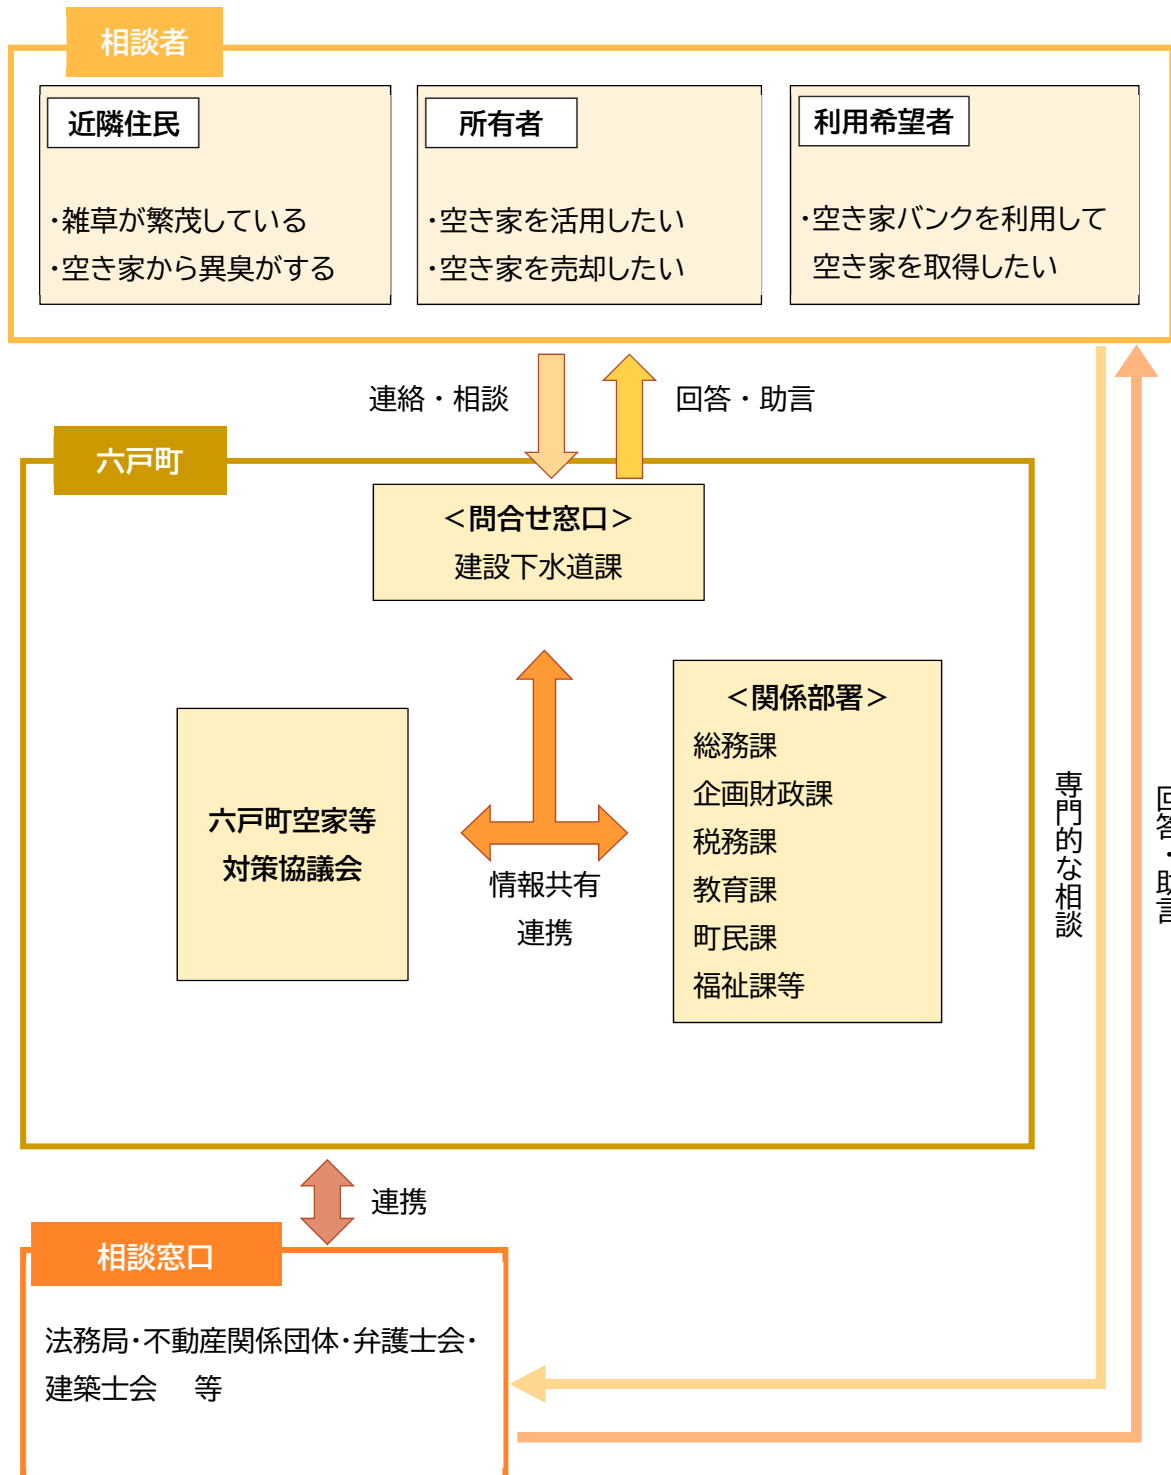 相談者
近隣住民
・雑草が繁茂している
・空き家から異臭がする
所有者
・空き家を活用したい
・空き家を売却したい
利用希望者
・空き家バンクを利用して
空き家を取得したい
連絡・相談
回答・助言
六戸町
＜問合せ窓口＞
建設下水道課
六戸町空家等
対策協議会
情報共有
連携
＜関係部署＞
総務課
企画財政課
税務課
教育課
町民課
福祉課等
専門的な相談
回答・助言
連携
相談窓口
法務局・不動産関係団体・弁護士会・
建築士会　等